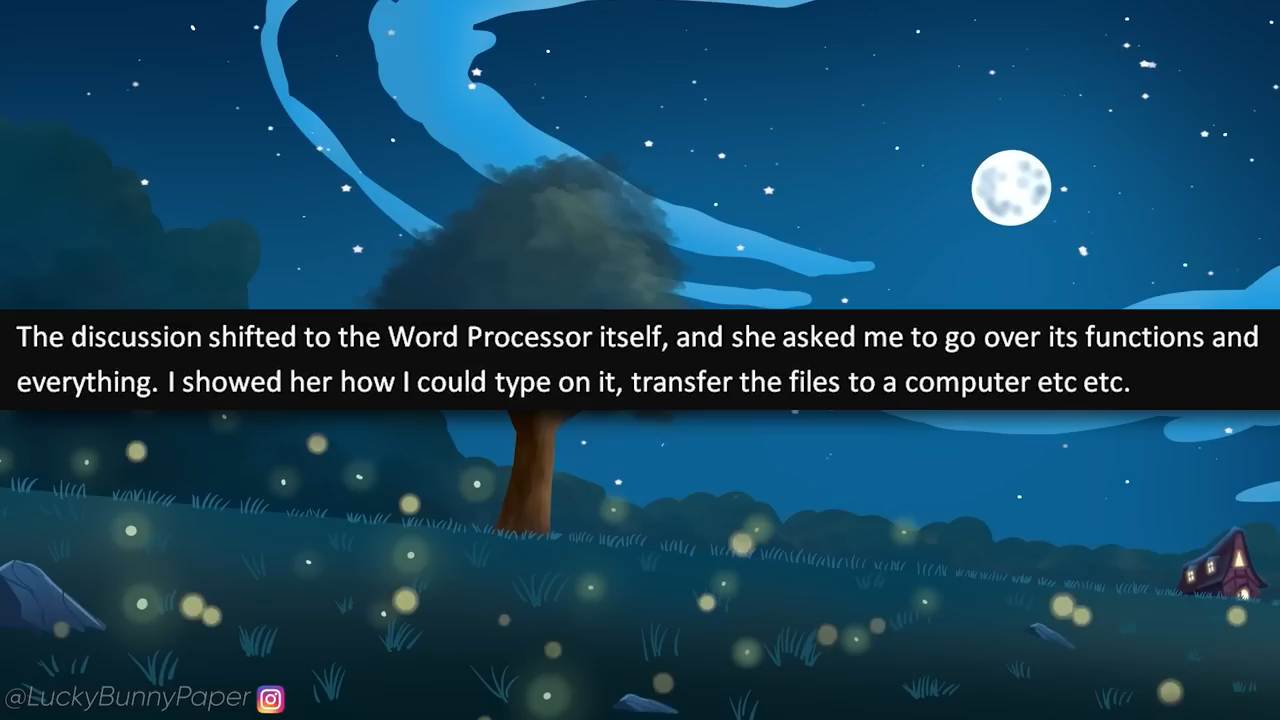 The discussion shifted to the Word Processor itself, and she asked me to go over its functions and
everything. I showed her how I could type on it, transfer the files to a computer etc etc.
@LuckyBunnyPaper